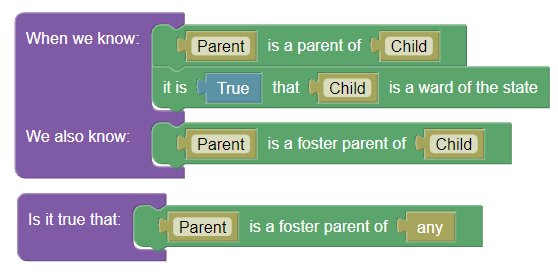 When we know: Parent is a parent of Child
it is True that Child is a ward of the state
We also know: Parent is a foster parent of Child
Is it true that: Parent is a foster parent of any